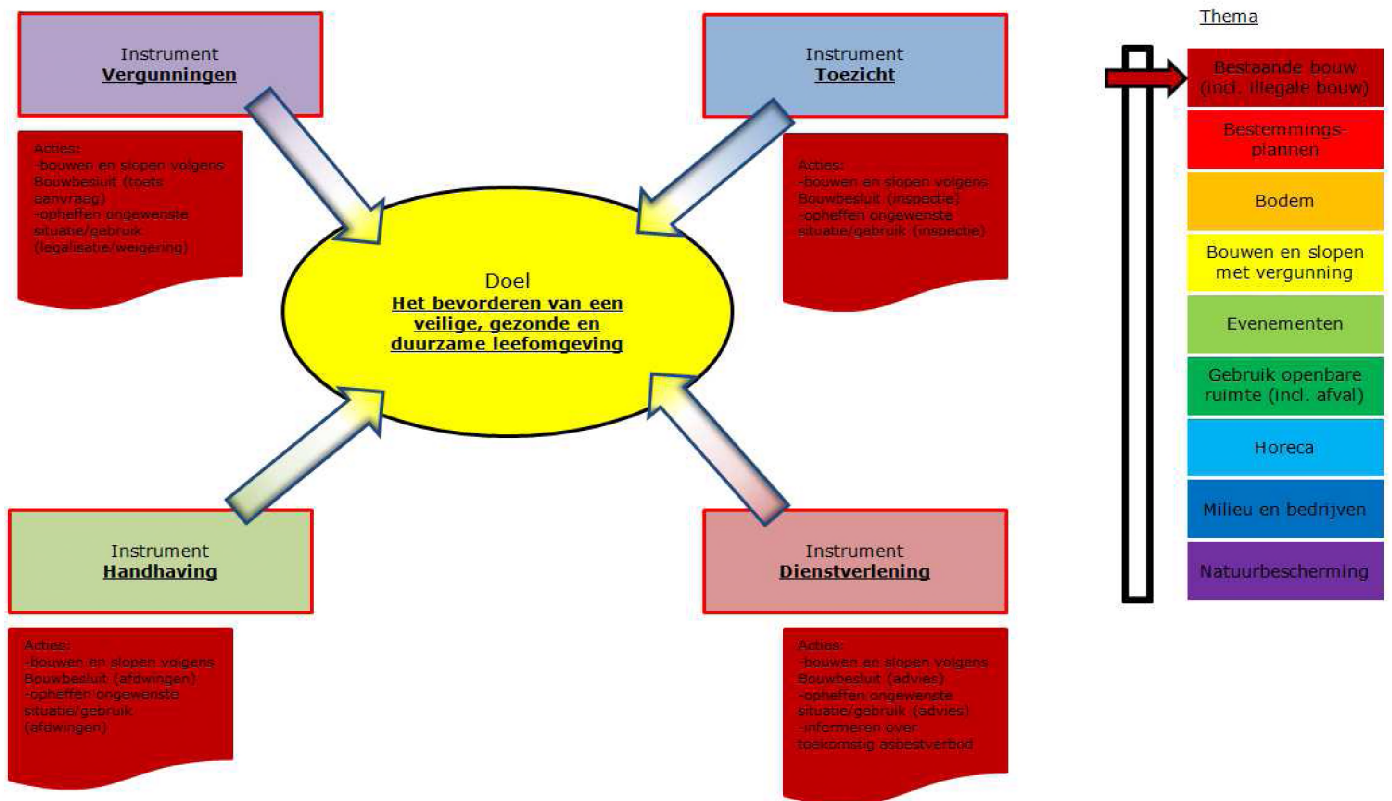 Instrument
Vergunningen
Acties:
-bouwen en slopen volgens
Bouwbesluit (toets
aanvraag)
-opheffen ongewenste
situatie/gebruik
(legalisatie/weigering)
Instrument
Toezicht
Acties:
-bouwen en slopen volgens
Bouwbesluit (inspectie)
-opheffen ongewenste
situatie/gebruik (inspectie)
Doel
Het bevorderen van een
veilige, gezonde en
duurzame leefomgeving
Instrument
Handhaving
Acties:
-bouwen en slopen volgens
Bouwbesluit (afdwingen)
-opheffen ongewenste
situatie/gebruik
(afdwingen)
Instrument
Dienstverlening
Acties:
-bouwen en slopen volgens
Bouwbesluit (advies)
-opheffen ongewenste
situatie/gebruik (advies)
-informeren over
toekomstig asbestverbod
Thema
Bestaande bouw
(incl. illegale bouw)
Bestemmings-
plannen
Bodem
Bouwen en slopen
met vergunning
Evenementen
Gebruik openbare
ruimte (incl. afval)
Horeca
Milieu en bedrijven
Natuurbescherming